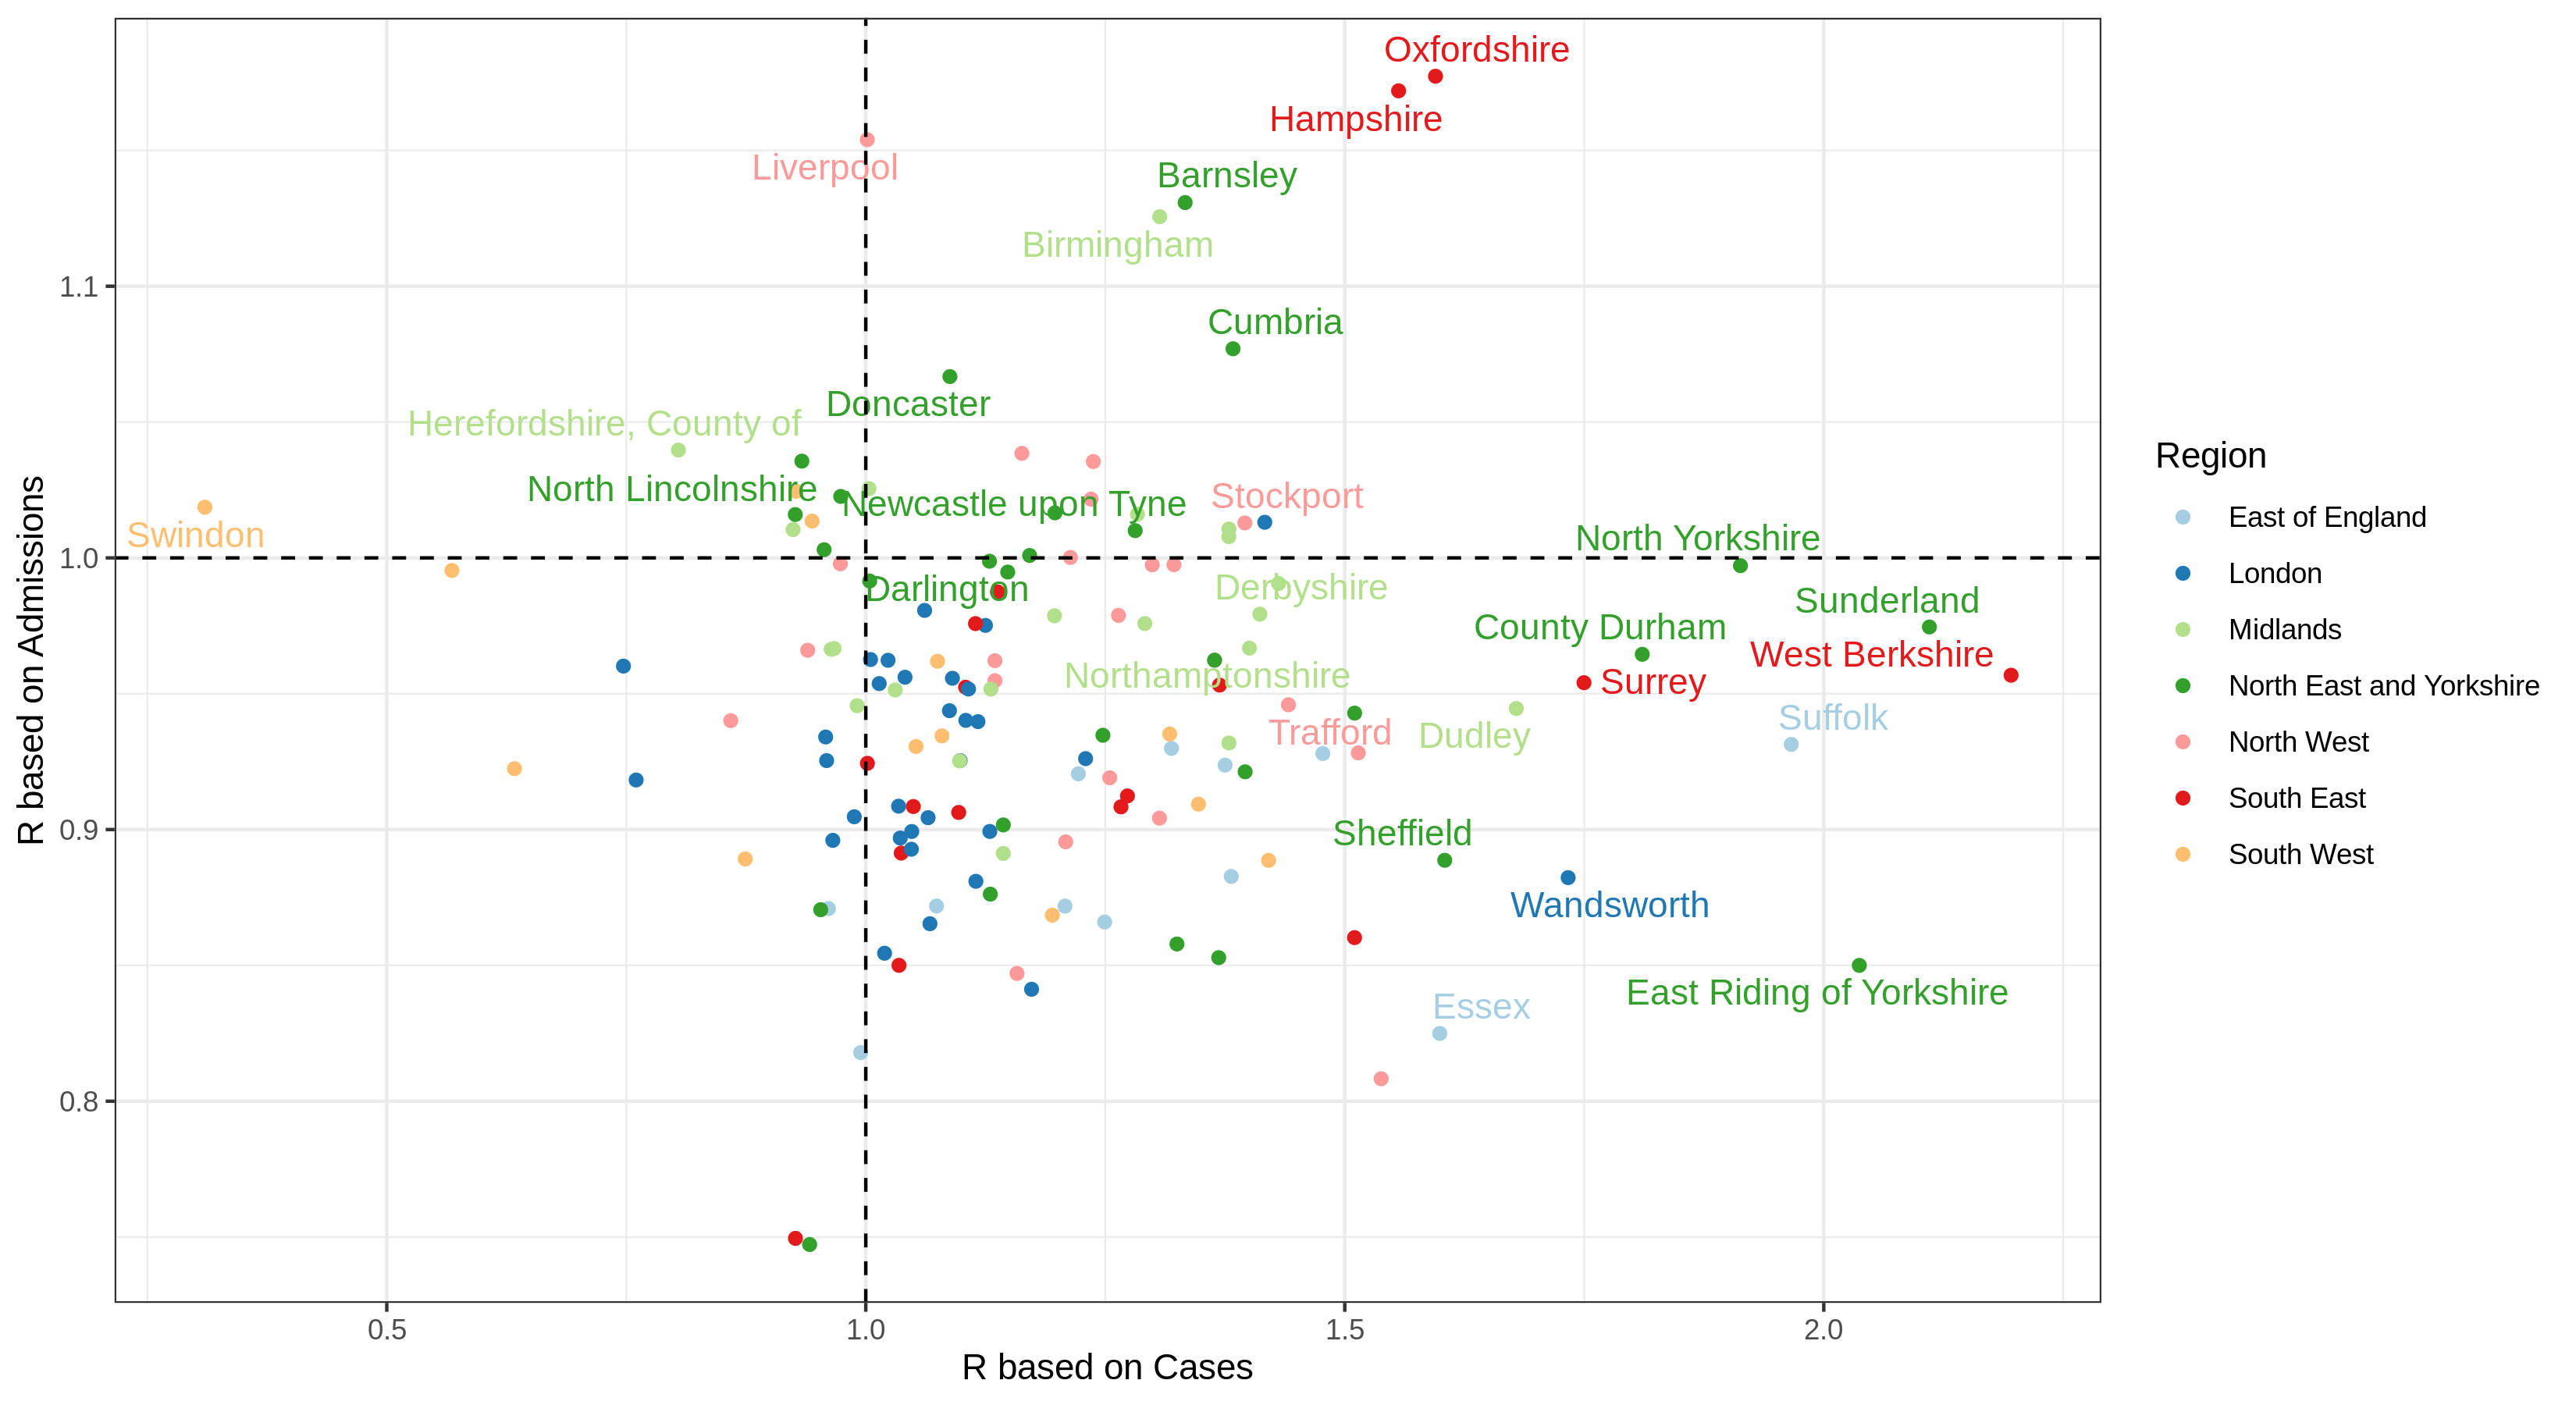 Oxfordshire
Hampshire
Liverpool
Barnsley
Birmingham
1.1
Cumbria
Doncaster
Herefordshire, County of
North Lincolnshire
Newcastle upon Tyne
Stockport
Swindon
North Yorkshire
1.0
Darlington
Derbyshire
Sunderland
County Durham
West Berkshire
Northamptonshire
Surrey
Suffolk
Trafford
Dudley
0.9
Sheffield
Wandsworth
East Riding of Yorkshire
Essex
0.8
0.5
1.0
1.5
2.0
R based on Cases
R based on Admissions
Region
East of England
London
Midlands
North East and Yorkshire
North West
South East
South West